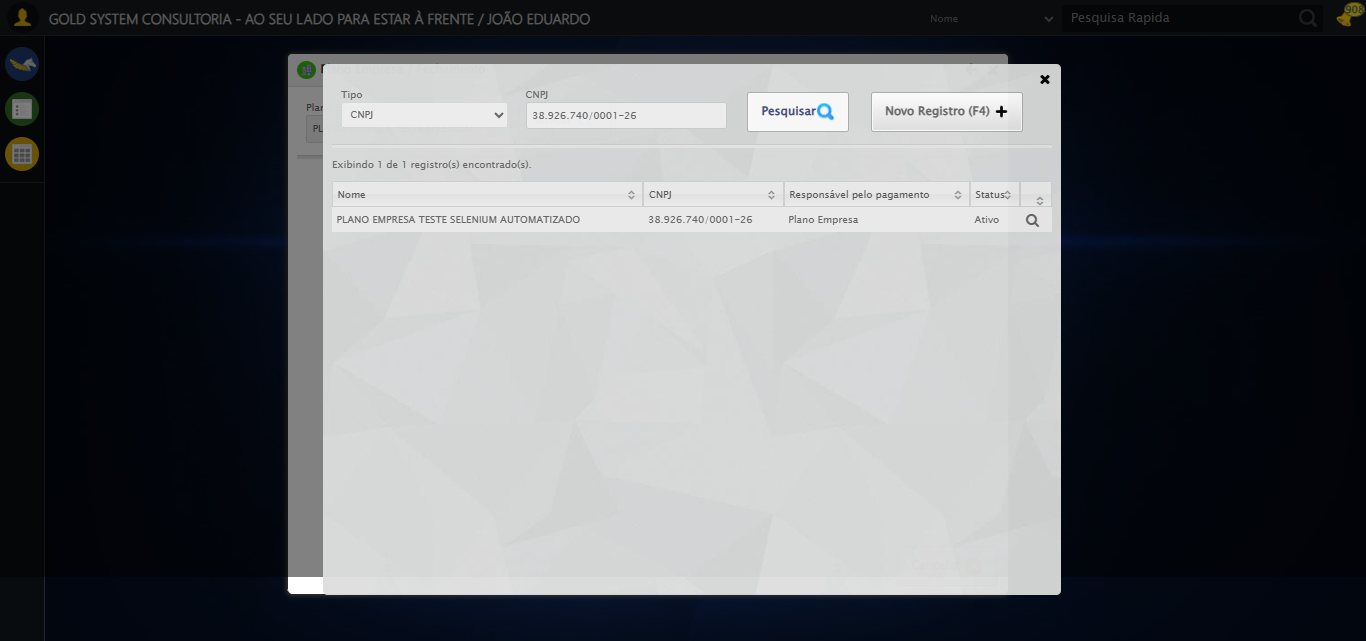 GOLD SYSTEM CONSULTORIA - AO SEU LADO PARA ESTAR À FRENTE / JOÃO EDUARDO
Nome
Pesquisa Rapida
908
Tipo
CNPJ
CNPJ
38.926.740/0001-26
Pesquisar
Novo Registro (F4)
Exibindo 1 de 1 registro(s) encontrado(s).
Nome CNPJ Responsável pelo pagamento Status
PLANO EMPRESA TESTE SELENIUM AUTOMATIZADO 38.926.740/0001-26 Plano Empresa Ativo